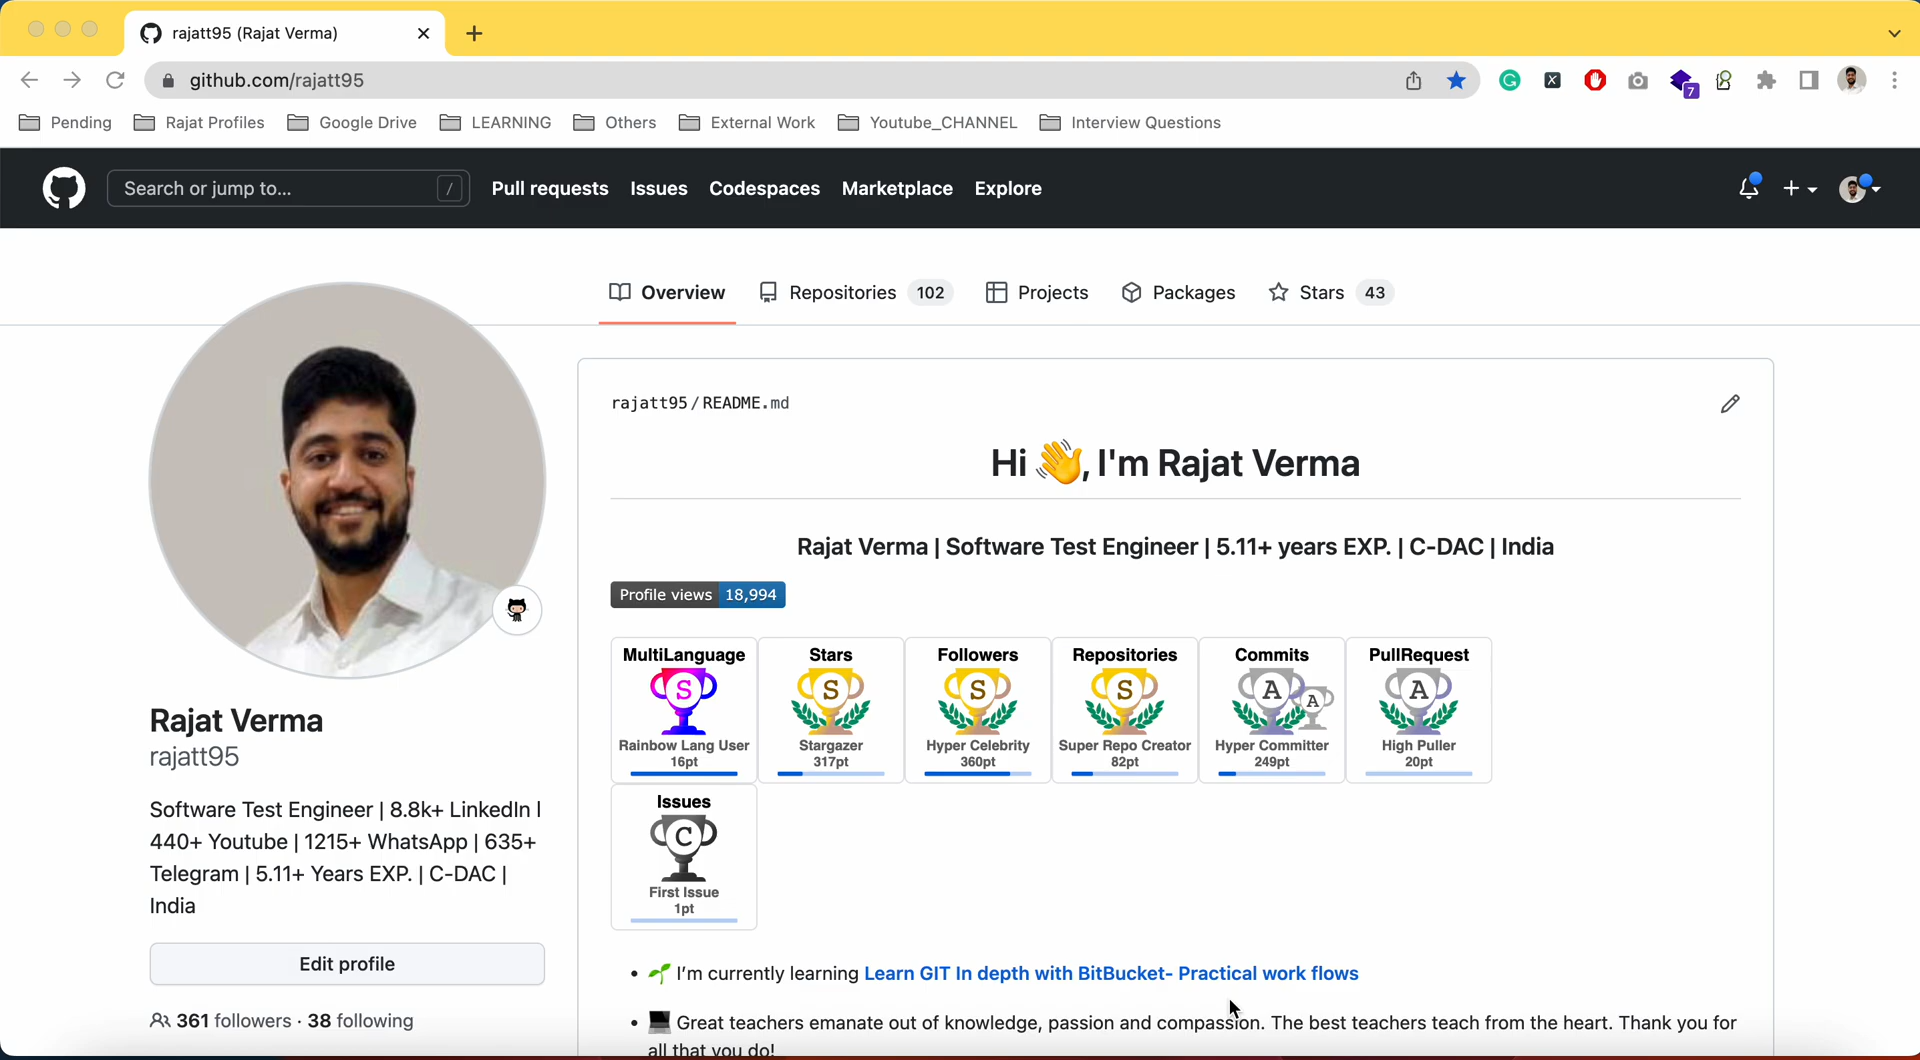 rajatt95 (Rajat Verma)
github.com/rajatt95
7
Pending Rajat Profiles Google Drive LEARNING Others External Work Youtube_CHANNEL Interview Questions
Search or jump to... / Pull requests Issues Codespaces Marketplace Explore
Overview Repositories 102 Projects Packages Stars 43
rajatt95/README.md
Hi 👋, I'm Rajat Verma
Rajat Verma | Software Test Engineer | 5.11+ years EXP. | C-DAC | India
Profile views 18,994
MultiLanguage Stars Followers Repositories Commits PullRequest
S S S S A A A
Rainbow Lang User Stargazer Hyper Celebrity Super Repo Creator Hyper Committer High Puller
16pt 317pt 360pt 82pt 249pt 20pt
Issues
C
First Issue
1pt
Rajat Verma
rajatt95
Software Test Engineer | 8.8k+ LinkedIn l
440+ Youtube | 1215+ WhatsApp | 635+
Telegram | 5.11+ Years EXP. | C-DAC |
India
Edit profile
361 followers · 38 following
• 🌱 I’m currently learning Learn GIT In depth with BitBucket- Practical work flows
• 💻 Great teachers emanate out of knowledge, passion and compassion. The best teachers teach from the heart. Thank you for
all that you do!